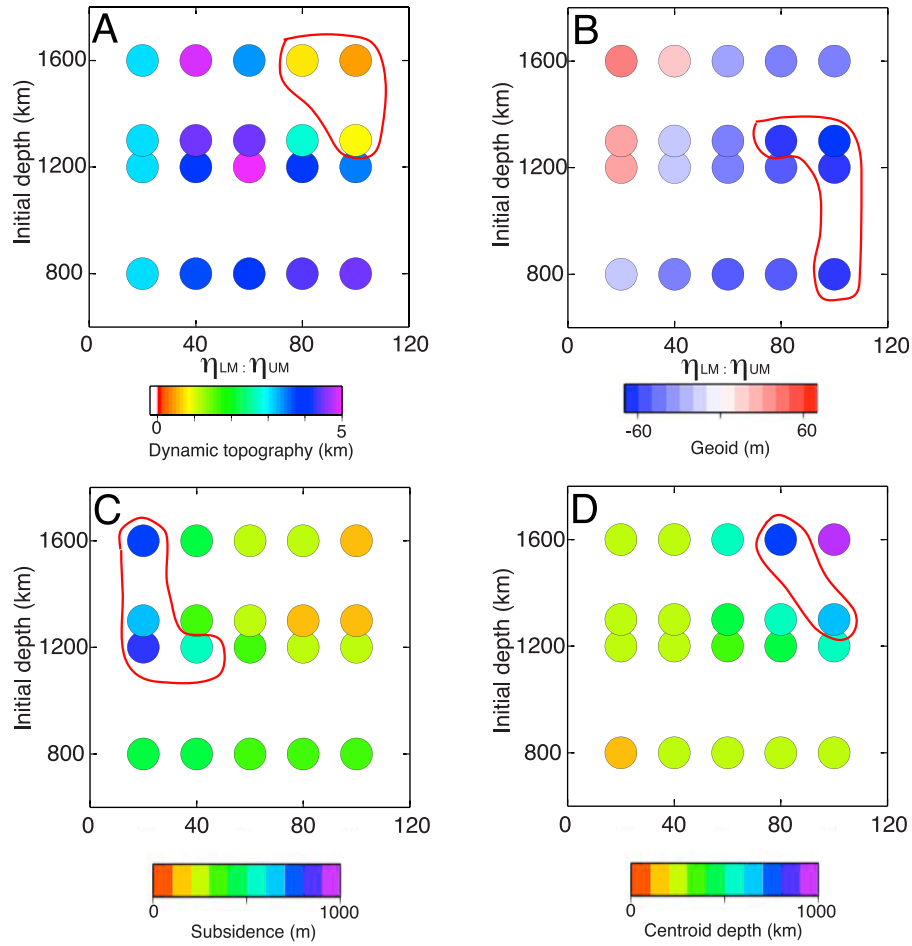 A
B
1600
1200
800
Initial depth (km)
0
40
80
120
ηLM : ηUM
0
5
Dynamic topography (km)
1600
1200
800
Initial depth (km)
0
40
80
120
ηLM : ηUM
-60
60
Geoid (m)
C
D
1600
1200
800
Initial depth (km)
0
40
80
120
0
1000
Subsidence (m)
1600
1200
800
Initial depth (km)
0
40
80
120
0
1000
Centroid depth (km)